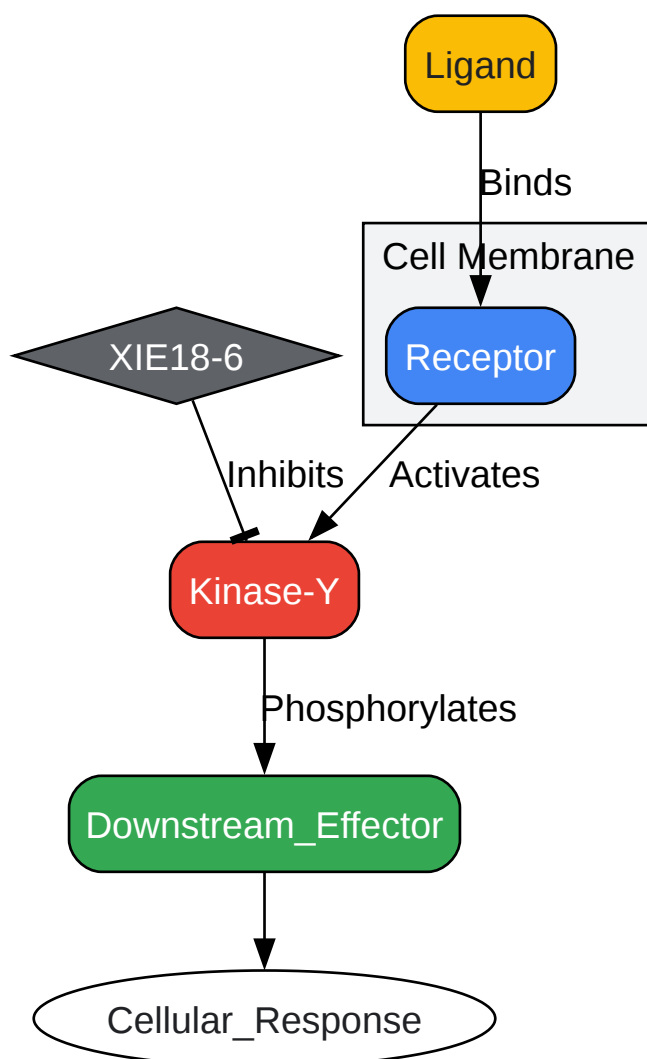 Ligand
Binds
Cell Membrane
XIE18-6
Receptor
Inhibits
Activates
Kinase-Y
Phosphorylates
Downstream_Effector
Cellular_Response